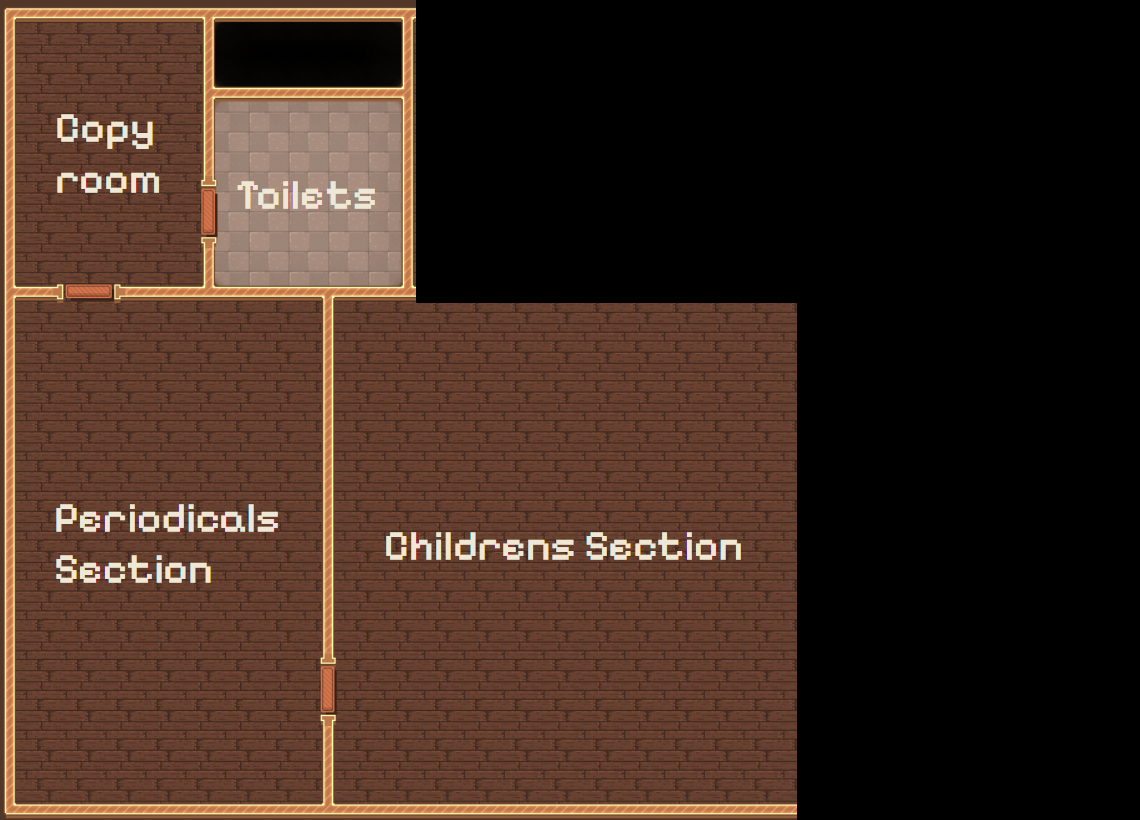 Copy
room
Toilets
Periodicals
Section
Childrens Section